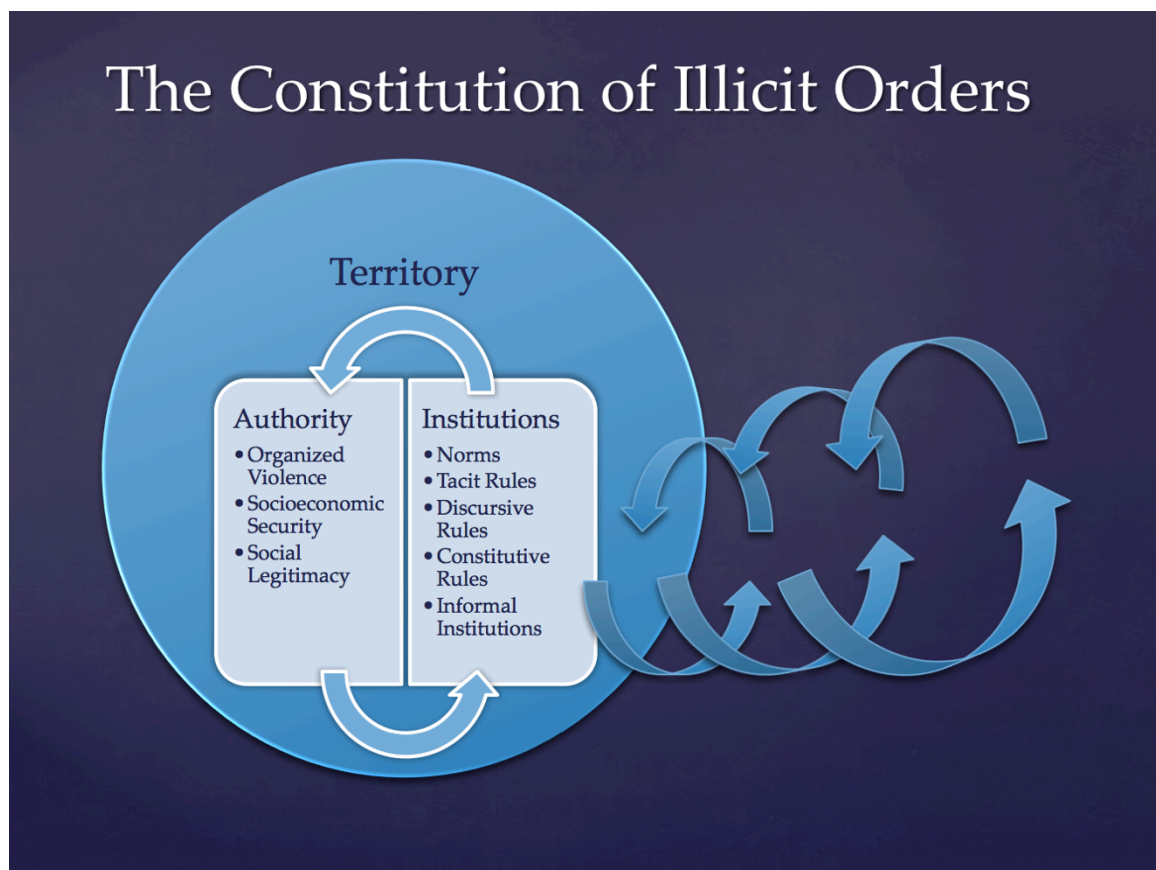 The Constitution of Illicit Orders
Territory
Authority
• Organized
Violence
• Socioeconomic
Security
• Social
Legitimacy
Institutions
• Norms
• Tacit Rules
• Discursive
Rules
• Constitutive
Rules
• Informal
Institutions